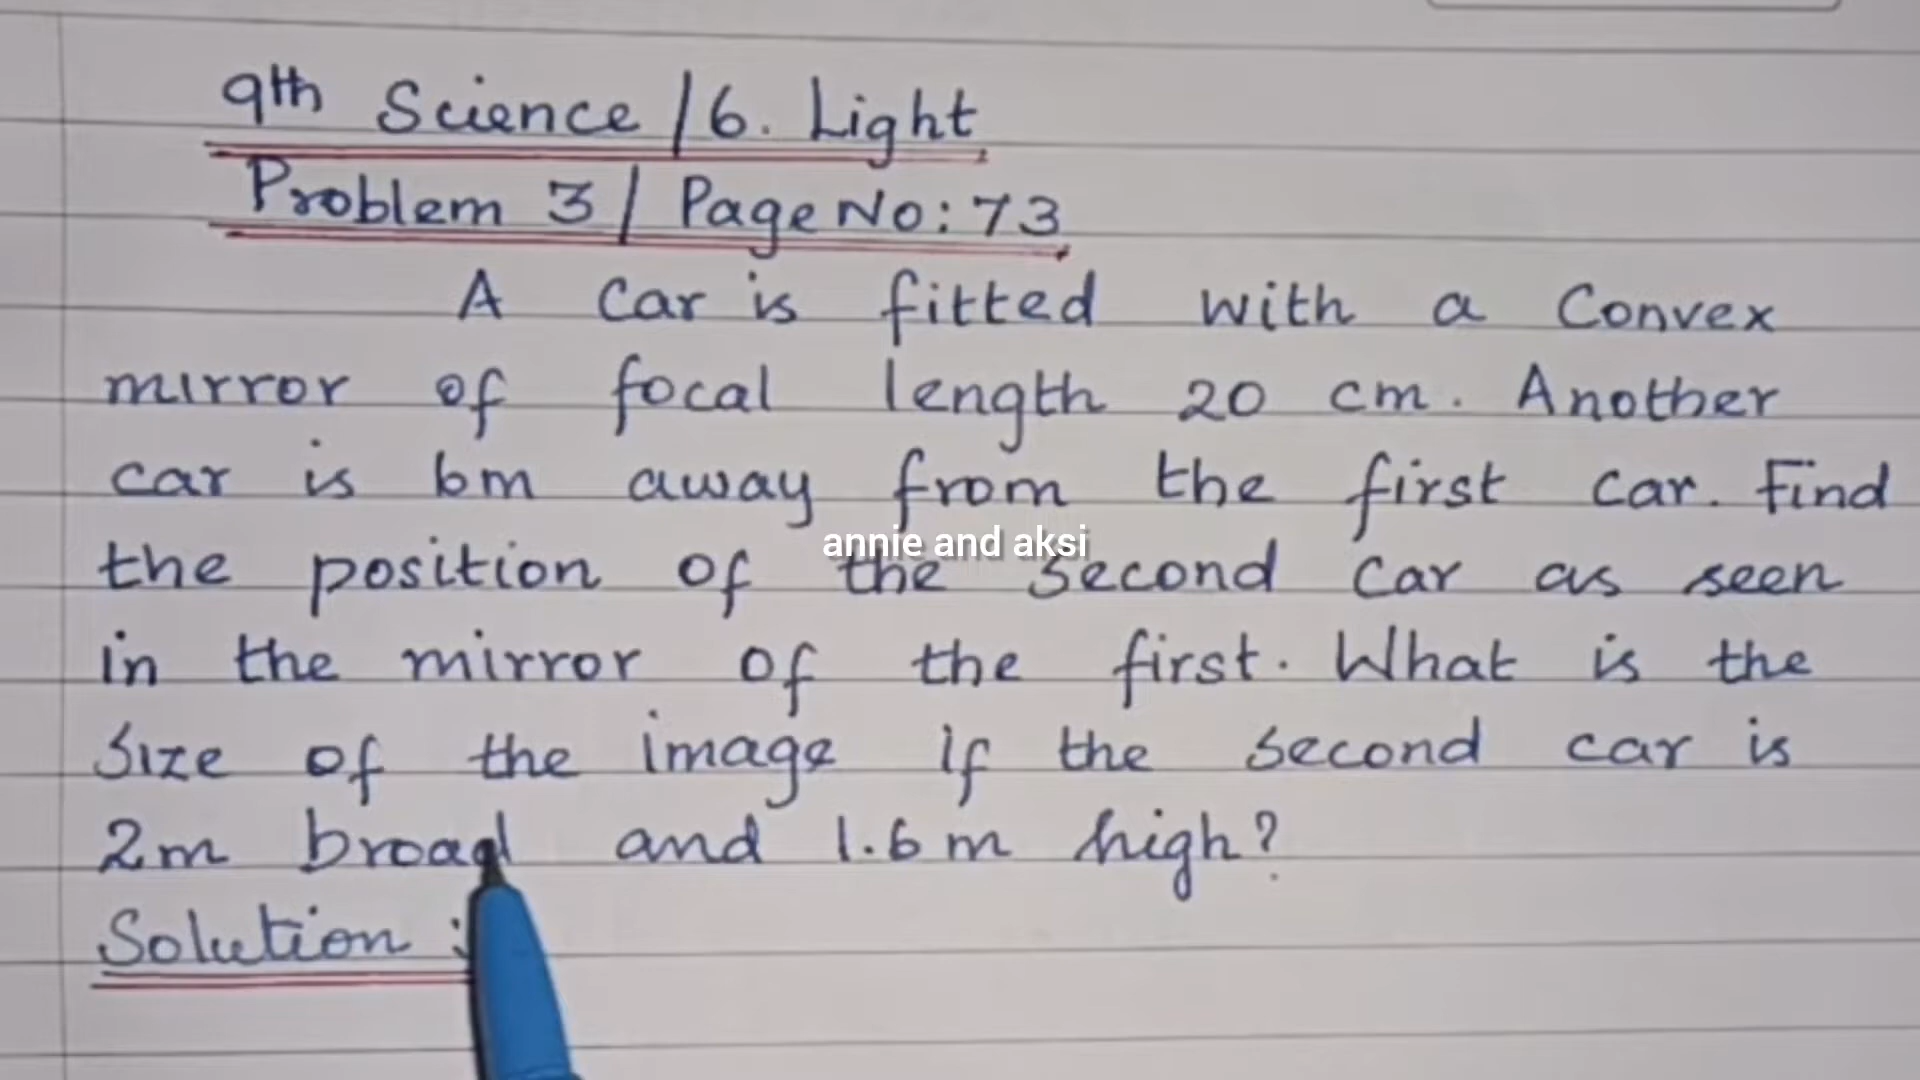 9th Science / 6. Light
Problem 3 / Page No: 73
A Car is fitted with a Convex
mirror of focal length 20 cm. Another
car is 6m away from the first car. Find
the position of the second car as seen
in the mirror of the first. What is the
size of the image if the second car is
2m broad and 1.6 m high?
Solution :
annie and aksi